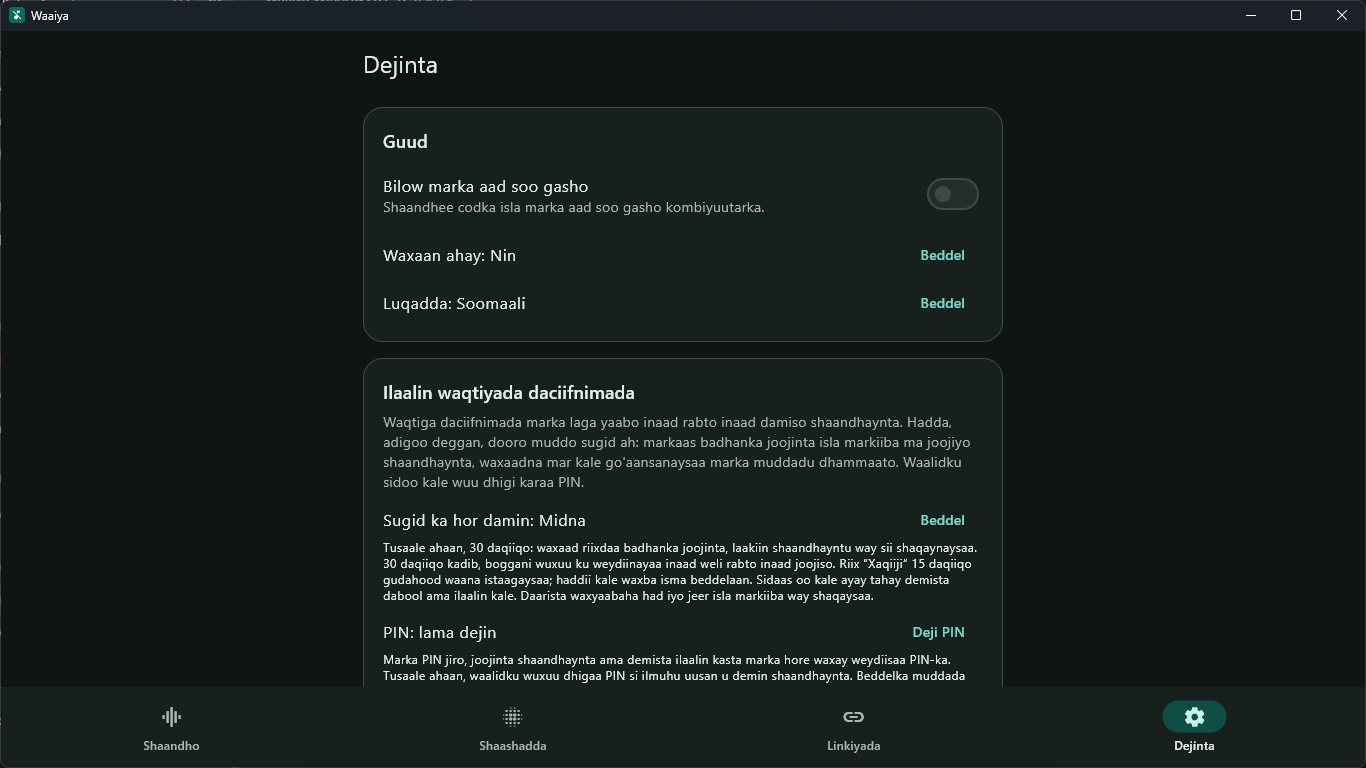 Waaiya
Dejinta
Guud
Bilow marka aad soo gasho
Shaandhee codka isla marka aad soo gasho kombiyuutarka.
Waxaan ahay: Nin
Beddel
Luqadda: Soomaali
Beddel
Ilaalin waqtiyada daciifnimada
Waqtiga daciifnimada marka laga yaabo inaad rabto inaad damiso shaandhaynta. Hadda,
adigoo deggan, dooro muddo sugid ah: markaas badhanka joojinta isla markiiba ma joojiyo
shaandhaynta, waxaadna mar kale go'aansanaysaa marka muddadu dhammaato. Waalidku
sidoo kale wuu dhigi karaa PIN.
Sugid ka hor damin: Midna
Beddel
Tusaale ahaan, 30 daqiiqo: waxaad riixdaa badhanka joojinta, laakiin shaandhayntu way sii shaqaynaysaa.
30 daqiiqo kadib, boggani wuxuu ku weydiinayaa inaad weli rabto inaad joojiso. Riix "Xaqiiji" 15 daqiiqo
gudahood waana istaagaysaa; haddii kale waxba isma beddelaan. Sidaas oo kale ayay tahay demista
dabool ama ilaalin kale. Daarista waxyaabaha had iyo jeer isla markiiba way shaqaysaa.
PIN: lama dejin
Deji PIN
Marka PIN jiro, joojinta shaandhaynta ama demista ilaalin kasta marka hore waxay weydiisaa PIN-ka.
Tusaale ahaan, waalidku wuxuu dhigaa PIN si ilmuhu uusan u demin shaandhaynta. Beddelka muddada
Shaandho
Shaashadda
Linkiyada
Dejinta